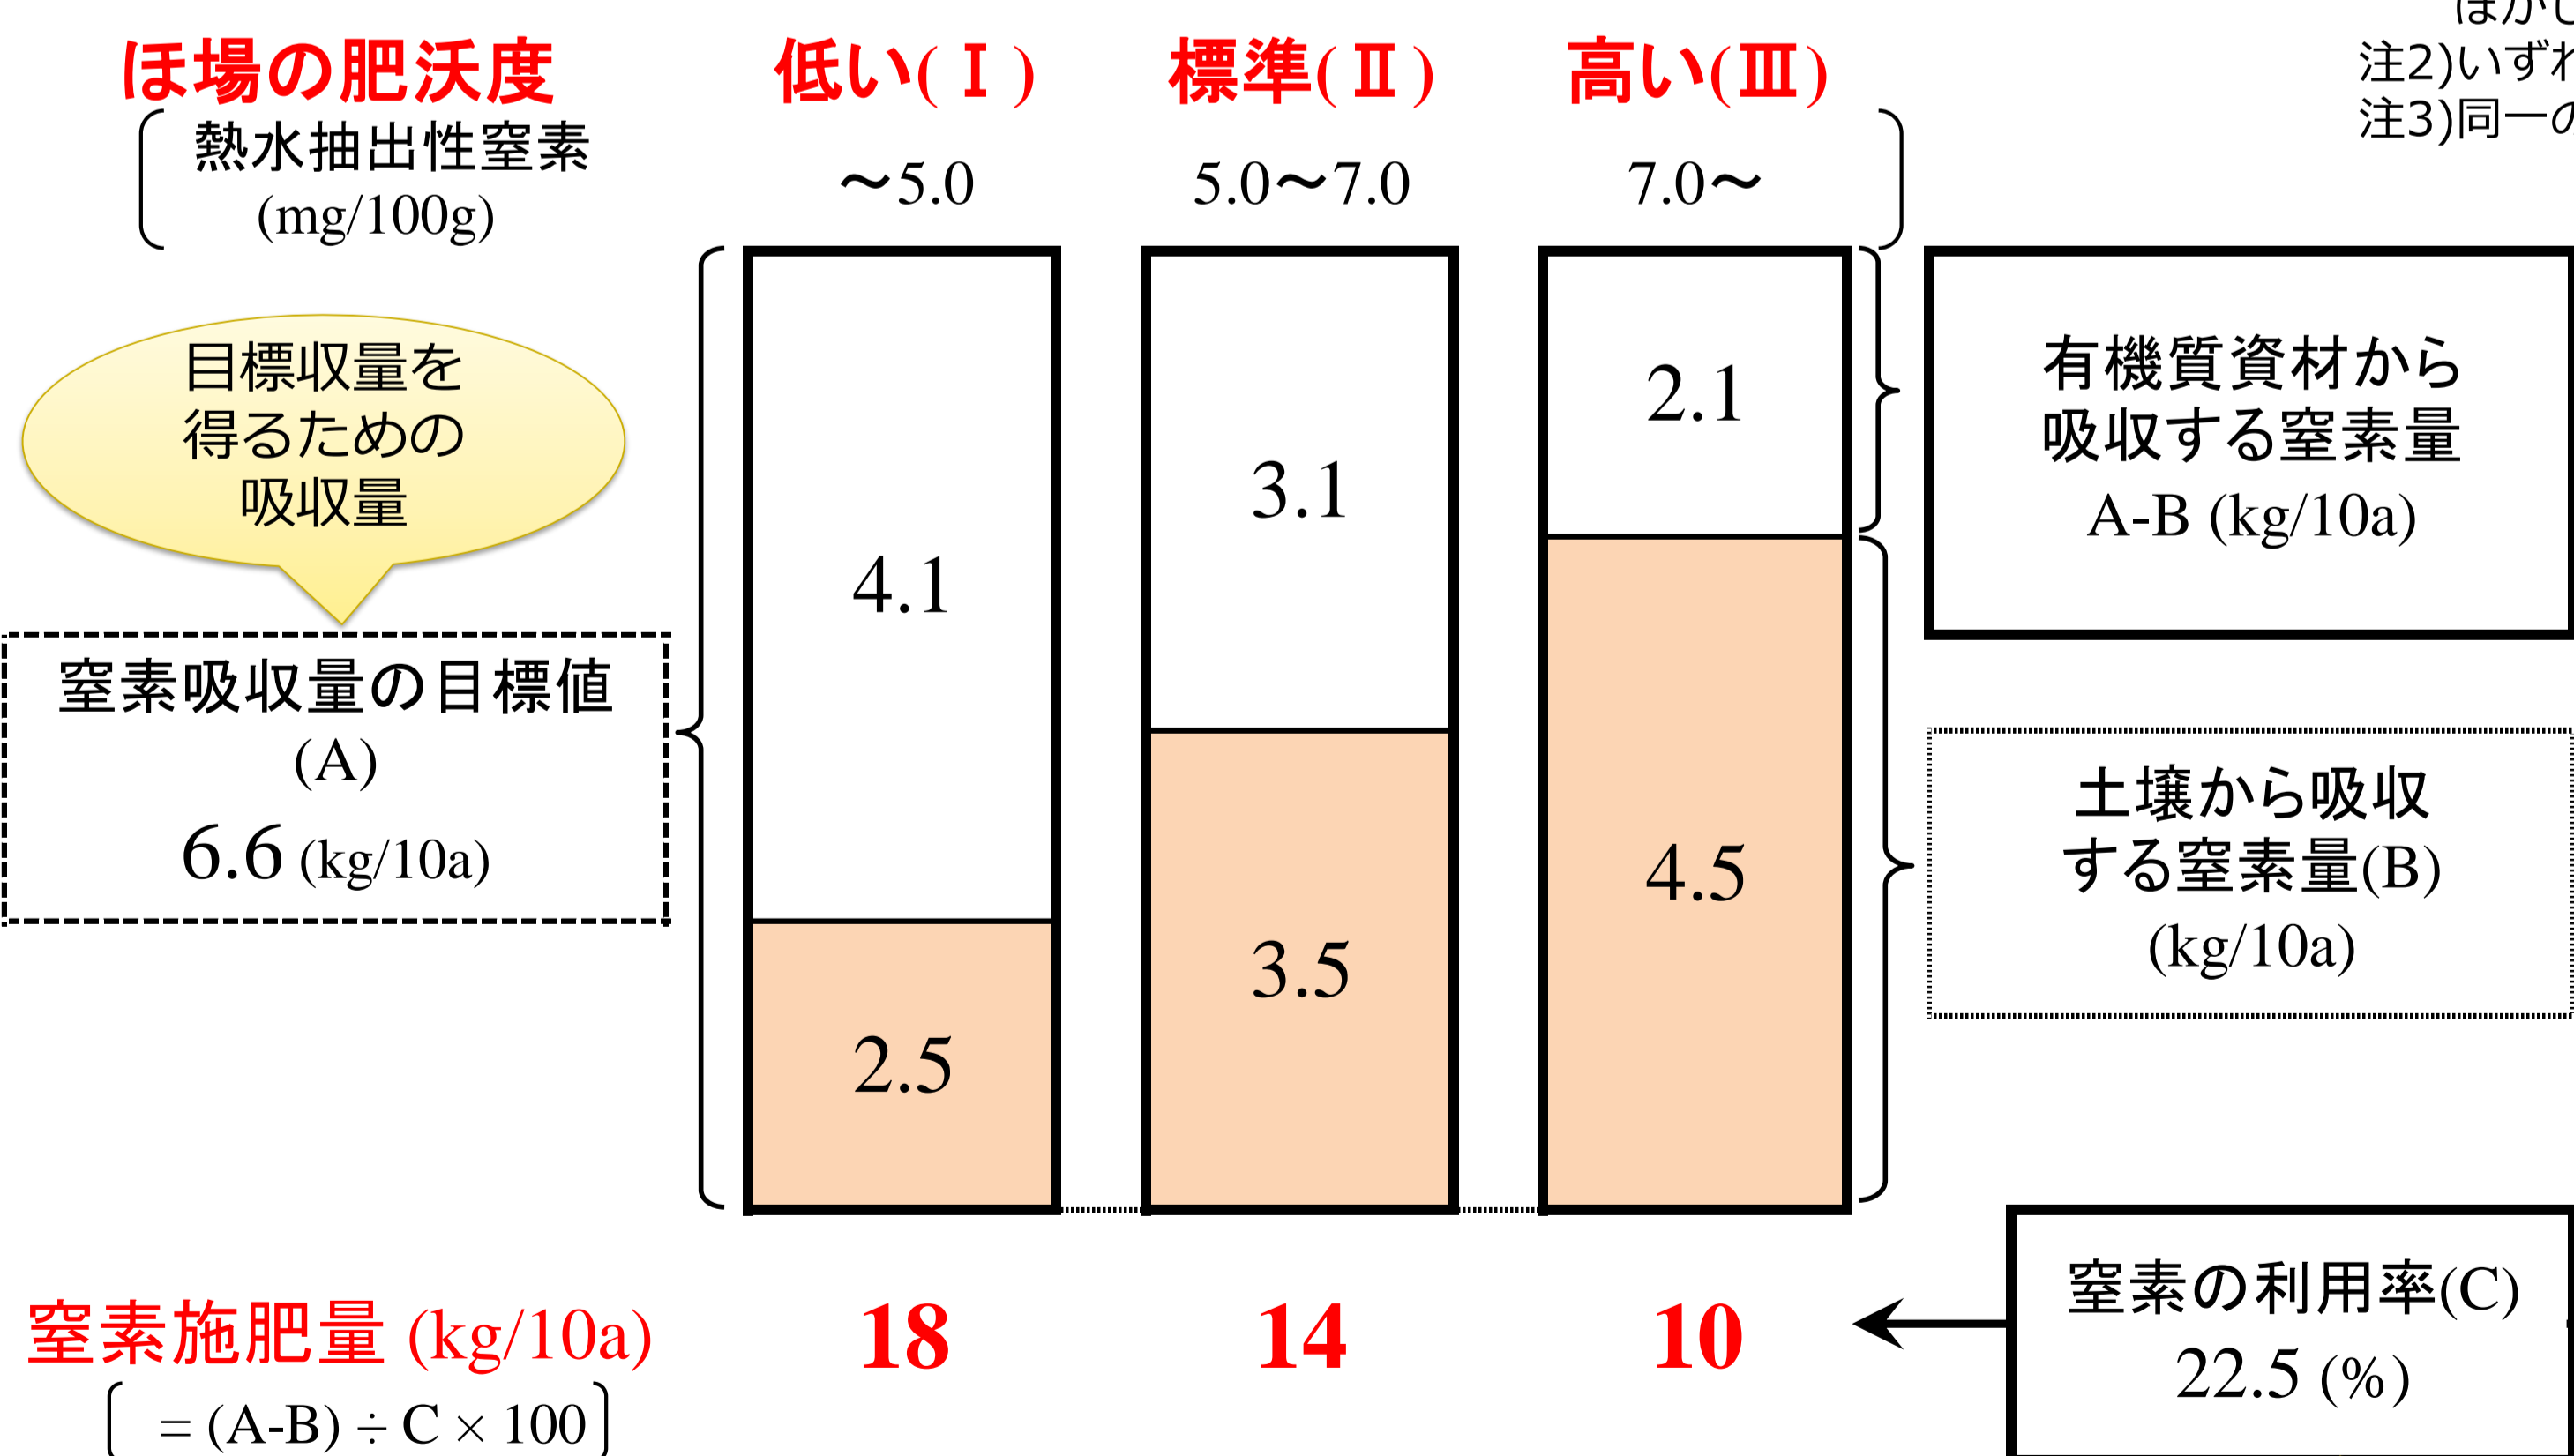 ほ場の肥沃度
低い(Ⅰ) 標準(Ⅱ) 高い(Ⅲ)
注2)いずれ
注3)同一の
熱水抽出性窒素
(mg/100g)
～5.0 5.0～7.0 7.0～
目標収量を
得るための
吸収量
窒素吸収量の目標値
(A)
6.6 (kg/10a)
4.1
2.5
3.1
3.5
2.1
4.5
有機質資材から
吸収する窒素量
A-B (kg/10a)
土壌から吸収
する窒素量(B)
(kg/10a)
窒素施肥量 (kg/10a)
18 14 10
= (A-B) ÷ C × 100
窒素の利用率(C)
22.5 (%)